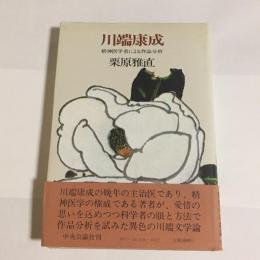 川端康成
精神医学者による作品分析
栗原雅直
川端康成の晩年の主治医であり、精
神医学の権威である著者が、愛惜の
思いを込めつつ科学者の眼と方法で
作品分析を試みた異色の川端文学論
中央公論社刊